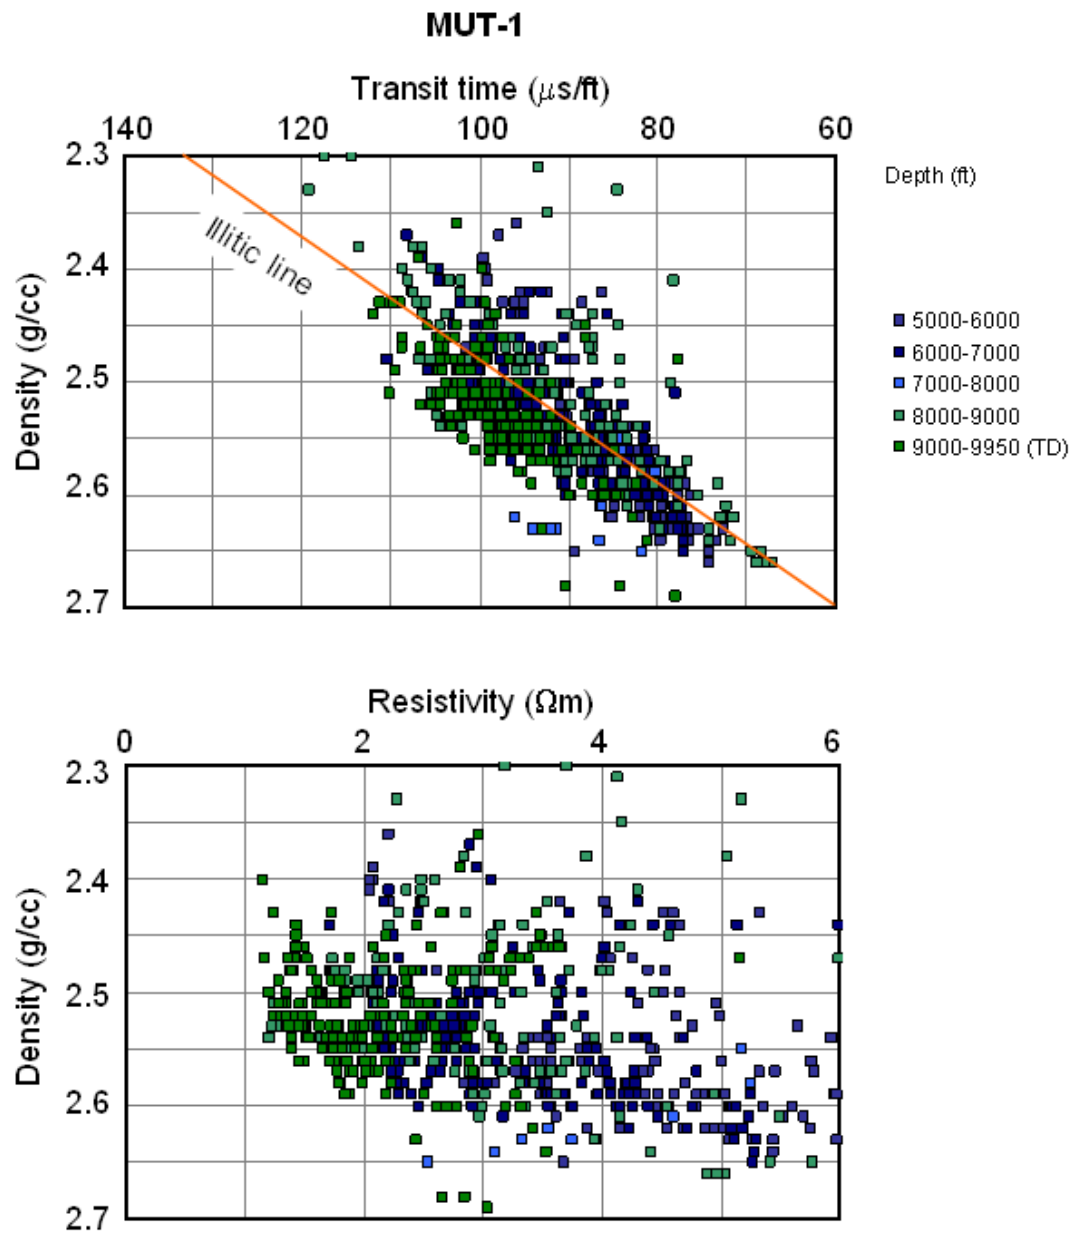 MUT-1
Transit time (μs/ft)
140 120 100 80 60
2.3
2.4
2.5
2.6
2.7
Density (g/cc)
Illitic line
Depth (ft)
5000-6000
6000-7000
7000-8000
8000-9000
9000-9950 (TD)
Resistivity (Ωm)
0 2 4 6
2.3
2.4
2.5
2.6
2.7
Density (g/cc)